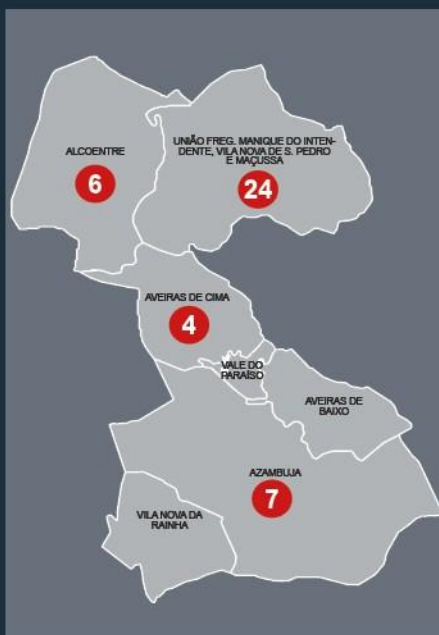 ALCOENTRE
6
UNIÃO FREG. MANIQUE DO INTEN-
DENTE, VILA NOVA DE S. PEDRO
E MAÇUSSA
24
AVEIRAS DE CIMA
4
VALE DO
PARAÍSO
AVEIRAS DE
BAIXO
AZAMBUJA
7
VILA NOVA DA
RAINHA